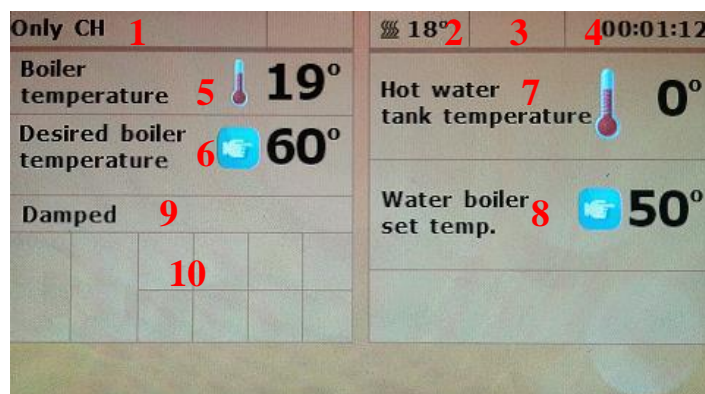 Only CH 1
18° 2 3 4 00:01:12
Boiler
temperature 5 19°
Desired boiler
temperature 6 60°
Damped 9
10
Hot water 7
tank temperature 0°
Water boiler
set temp. 8 50°